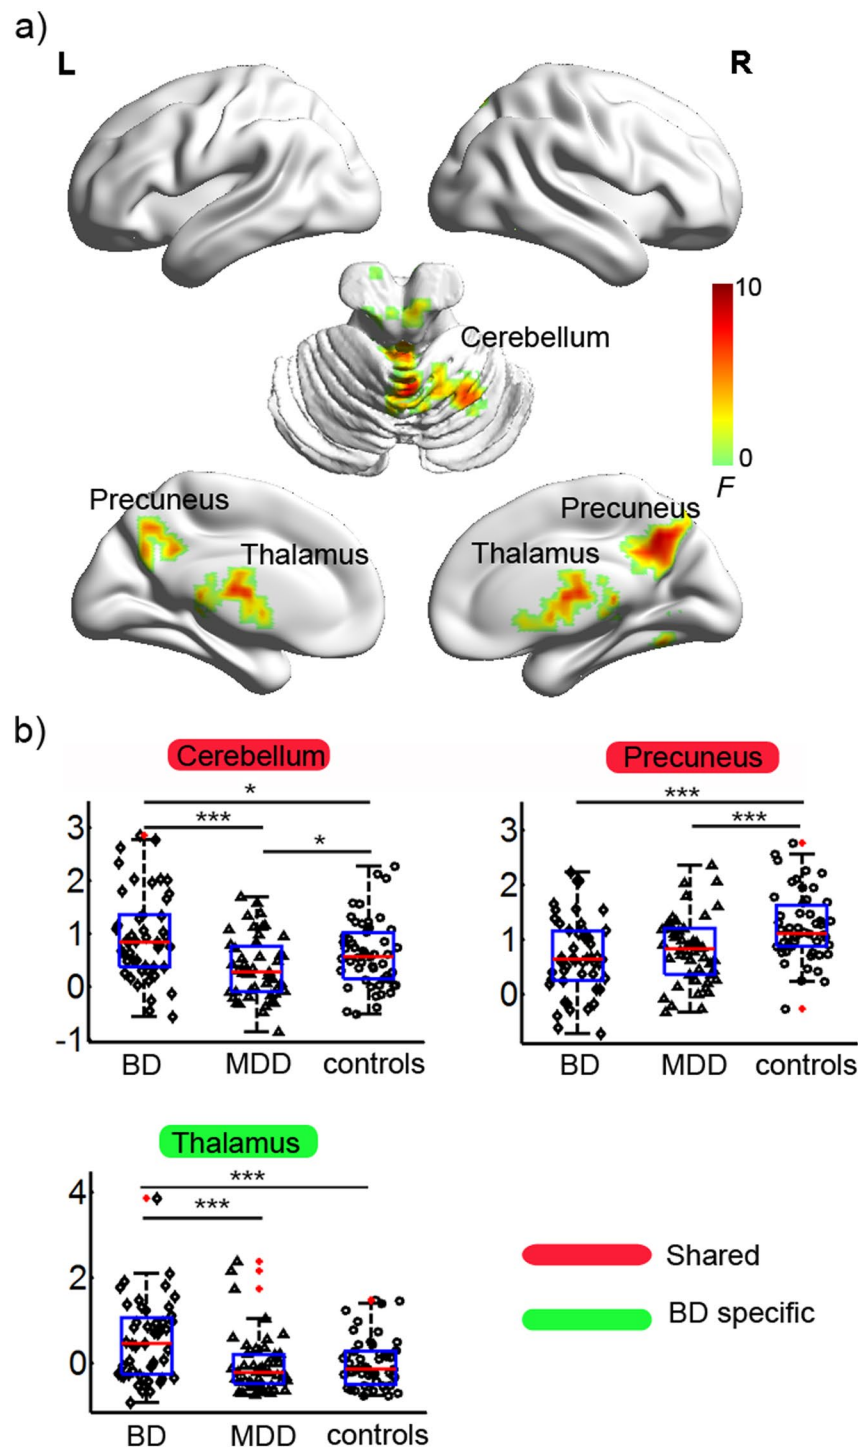 a)
L
R
10
Cerebellum
0
F
Precuneus
Precuneus
Thalamus
Thalamus
b)
Cerebellum
Precuneus
*
***
*
***
***
3
2
1
0
-1
3
2
1
0
BD MDD controls
BD MDD controls
Thalamus
***
***
4
2
0
Shared
BD specific
BD MDD controls